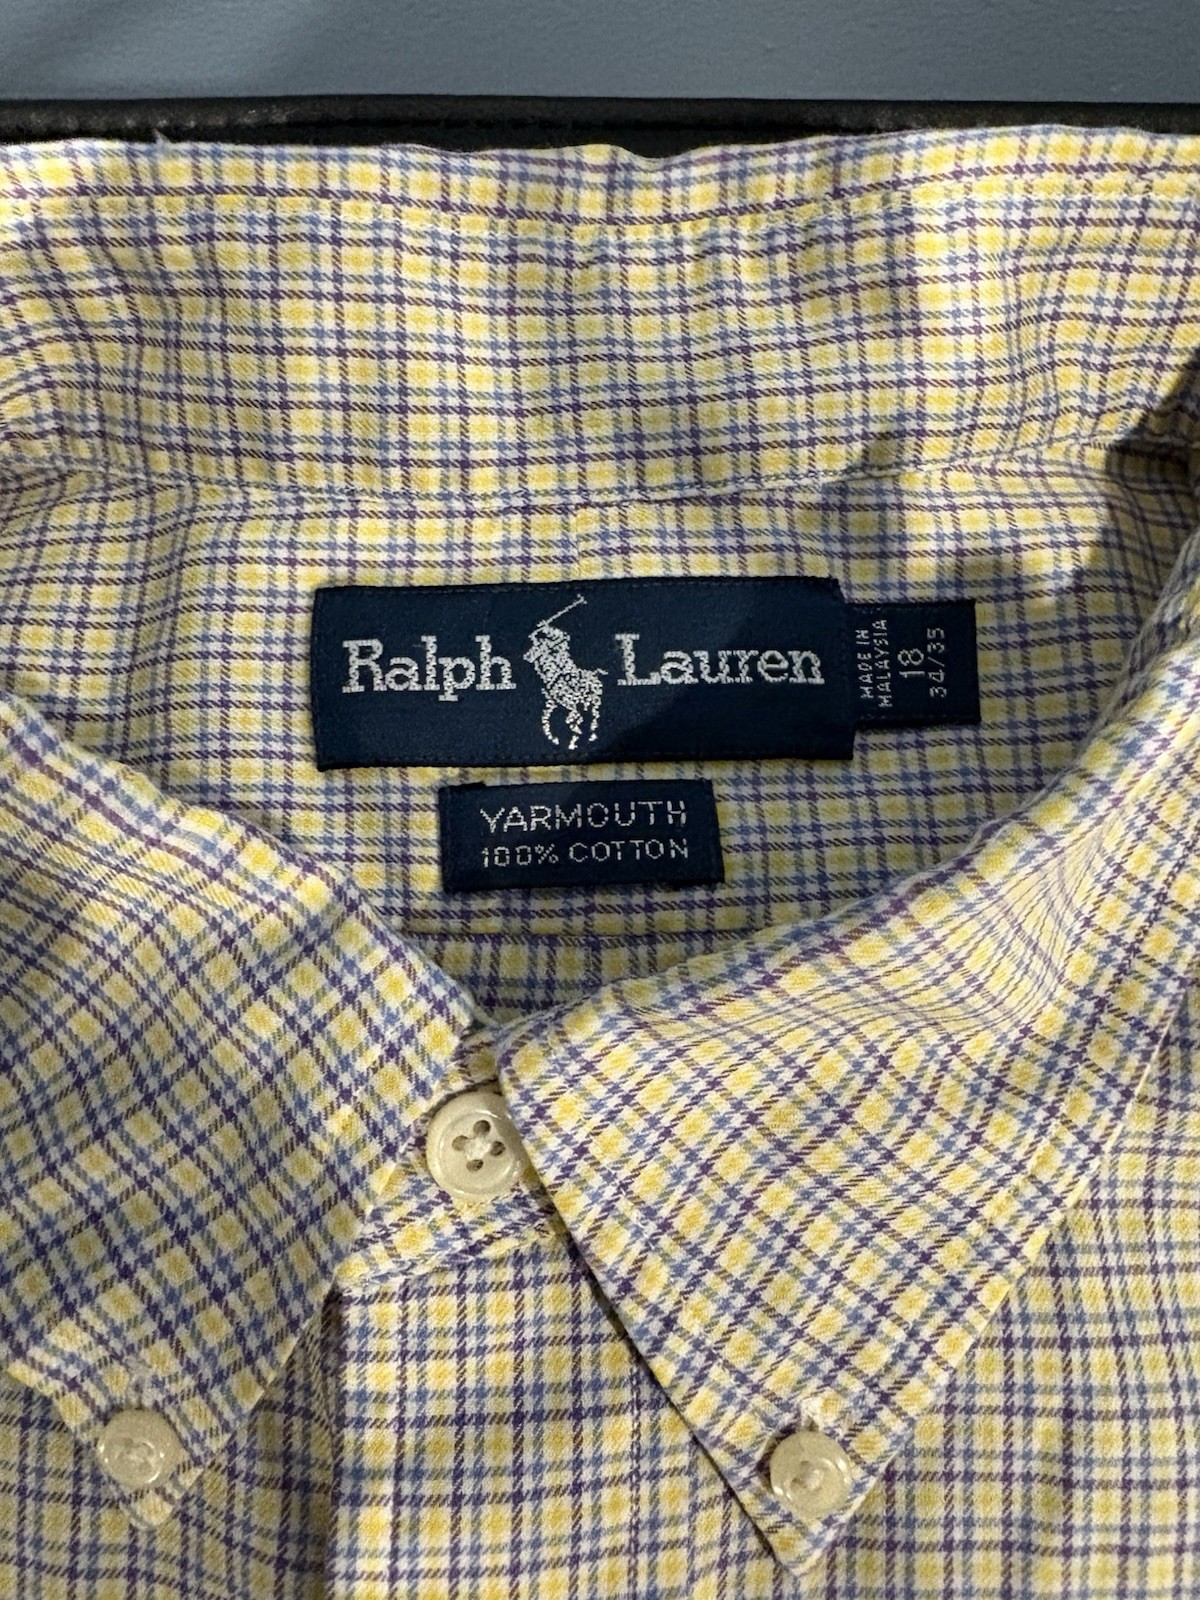 Ralph Lauren
MADE IN
MALAYSIA
18
34/35
YARMOUTH
100% COTTON